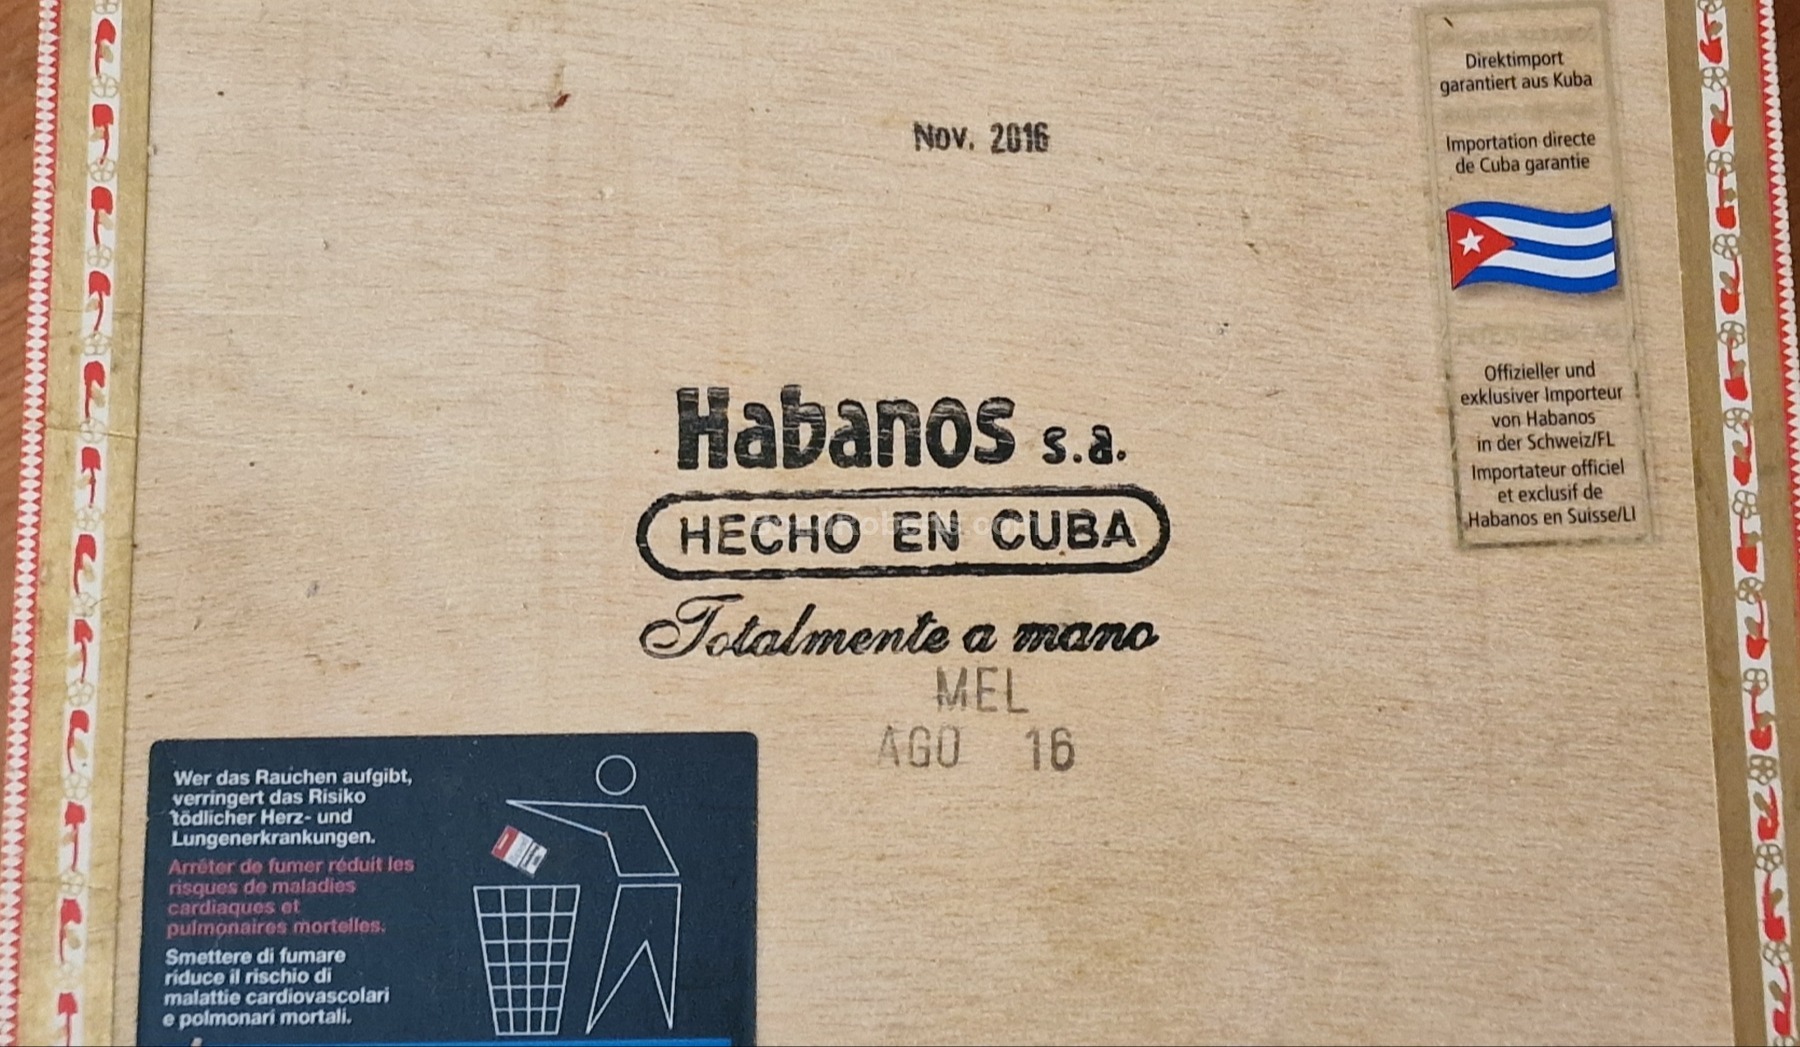 Nov. 2016
Direktimport
garantiert aus Kuba
Importation directe
de Cuba garantie
Offizieller und
exklusiver Importeur
von Habanos
in der Schweiz/FL
Importateur officiel
et exclusif de
Habanos en Suisse/LI
Habanos s.a.
HECHO EN CUBA
Totalmente a mano
MEL
AGO 16
Wer das Rauchen aufgibt,
verringert das Risiko
tödlicher Herz- und
Lungenerkrankungen.
Arrêter de fumer réduit les
risques de maladies
cardiaques et
pulmonaires mortelles.
Smettere di fumare
riduce il rischio di
malattie cardiovascolari
e polmonari mortali.